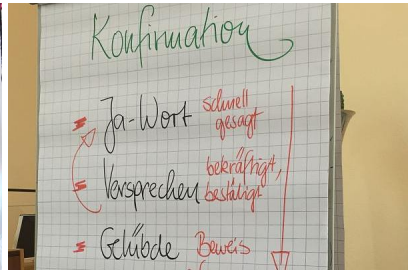 Konfirmation
Ja-Wort schnell gesagt
Versprechen bekräftigt, bestätigt
Gelübde Beweis